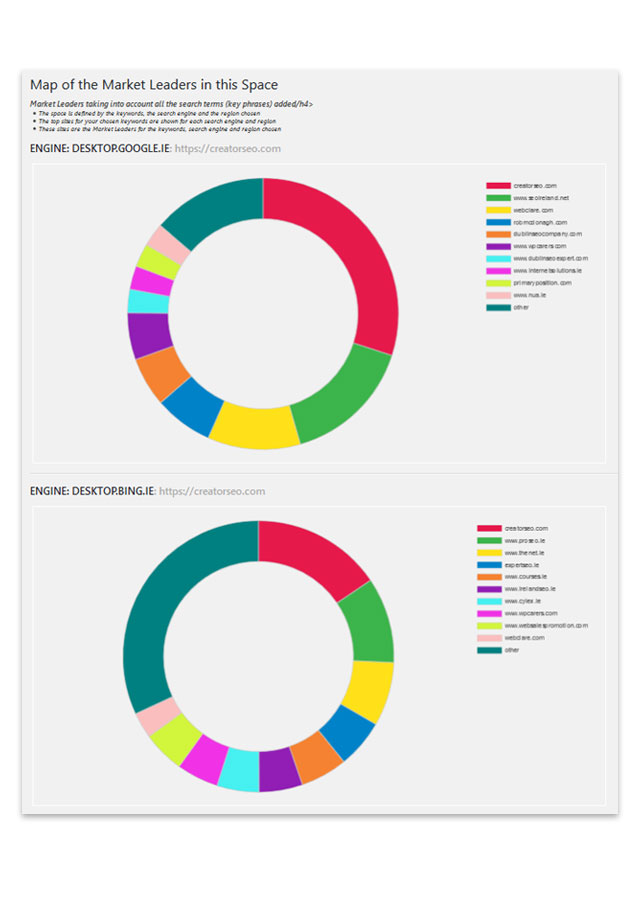 Map of the Market Leaders in this Space
Market Leaders taking into account all the search terms (key phrases) added/h4>
• The space is defined by the keywords, the search engine and the region chosen
• The top sites for your chosen keywords are shown for each search engine and region
• These sites are the Market Leaders for the keywords, search engine and region chosen
ENGINE: DESKTOP.GOOGLE.IE: https://creatorseo.com
creatorseo.com
www.seoireland.net
webclare.com
robmcdonagh.com
dublinseocompany.com
www.wpcarers.com
www.dublinseoexpert.com
www.internetsolutions.ie
primaryposition.com
www.nua.ie
other
ENGINE: DESKTOP.BING.IE: https://creatorseo.com
creatorseo.com
www.proseo.ie
www.thenet.ie
expertseo.ie
www.courses.ie
www.irelandseo.ie
www.cylex.ie
www.wpcarers.com
www.websalespromotion.com
webclare.com
other